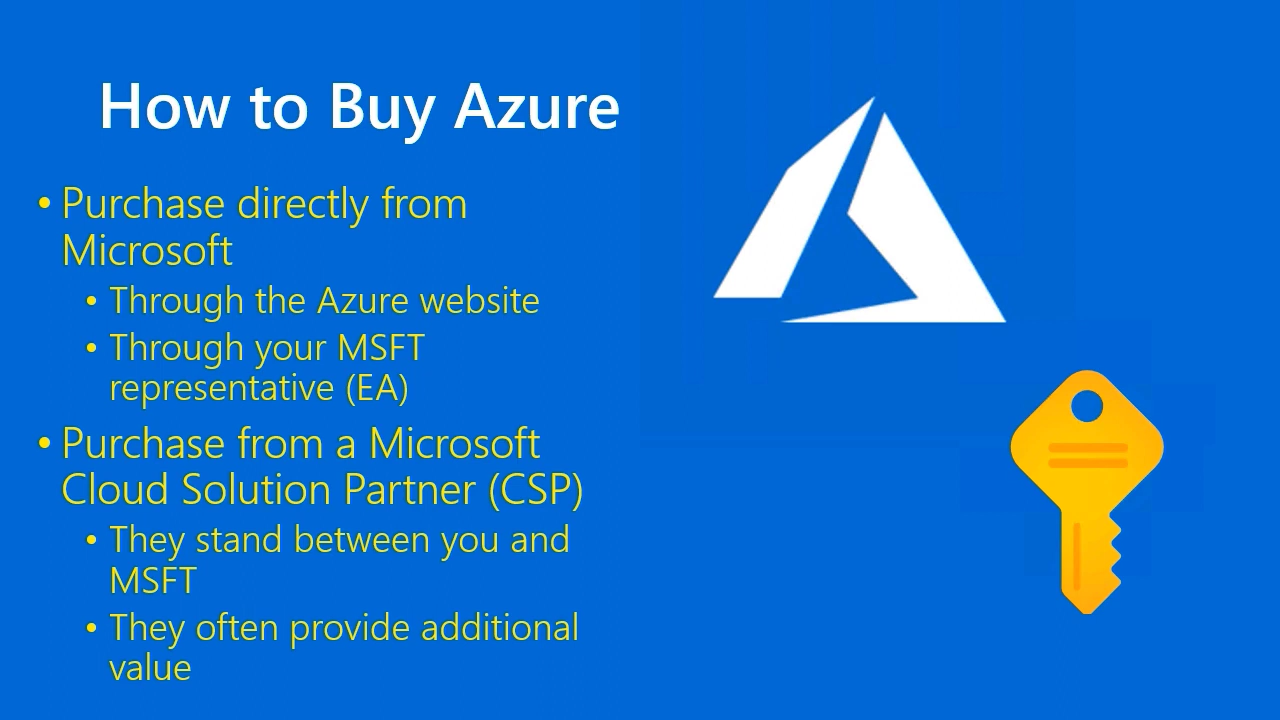 How to Buy Azure
• Purchase directly from
Microsoft
• Through the Azure website
• Through your MSFT
representative (EA)
• Purchase from a Microsoft
Cloud Solution Partner (CSP)
• They stand between you and
MSFT
• They often provide additional
value